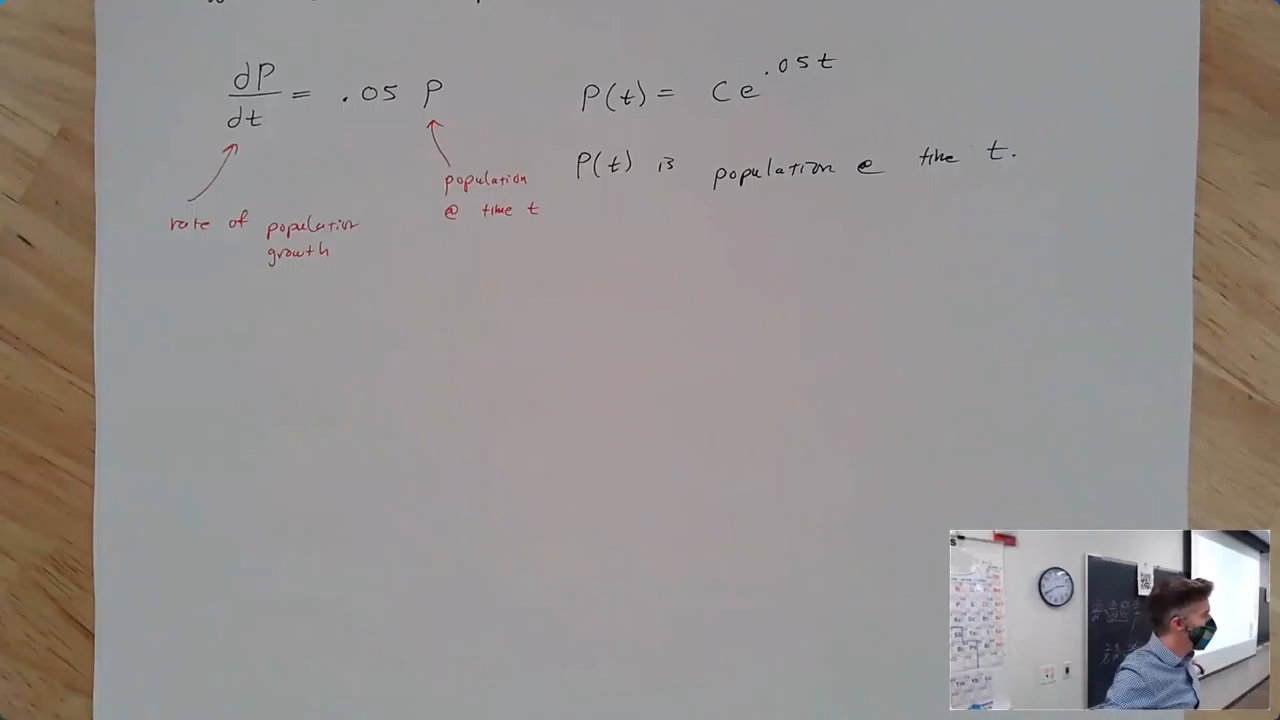 dP/dt = .05 P
rate of population
growth
population
@ time t
P(t) = Ce^.05t
P(t) is population @ time t.